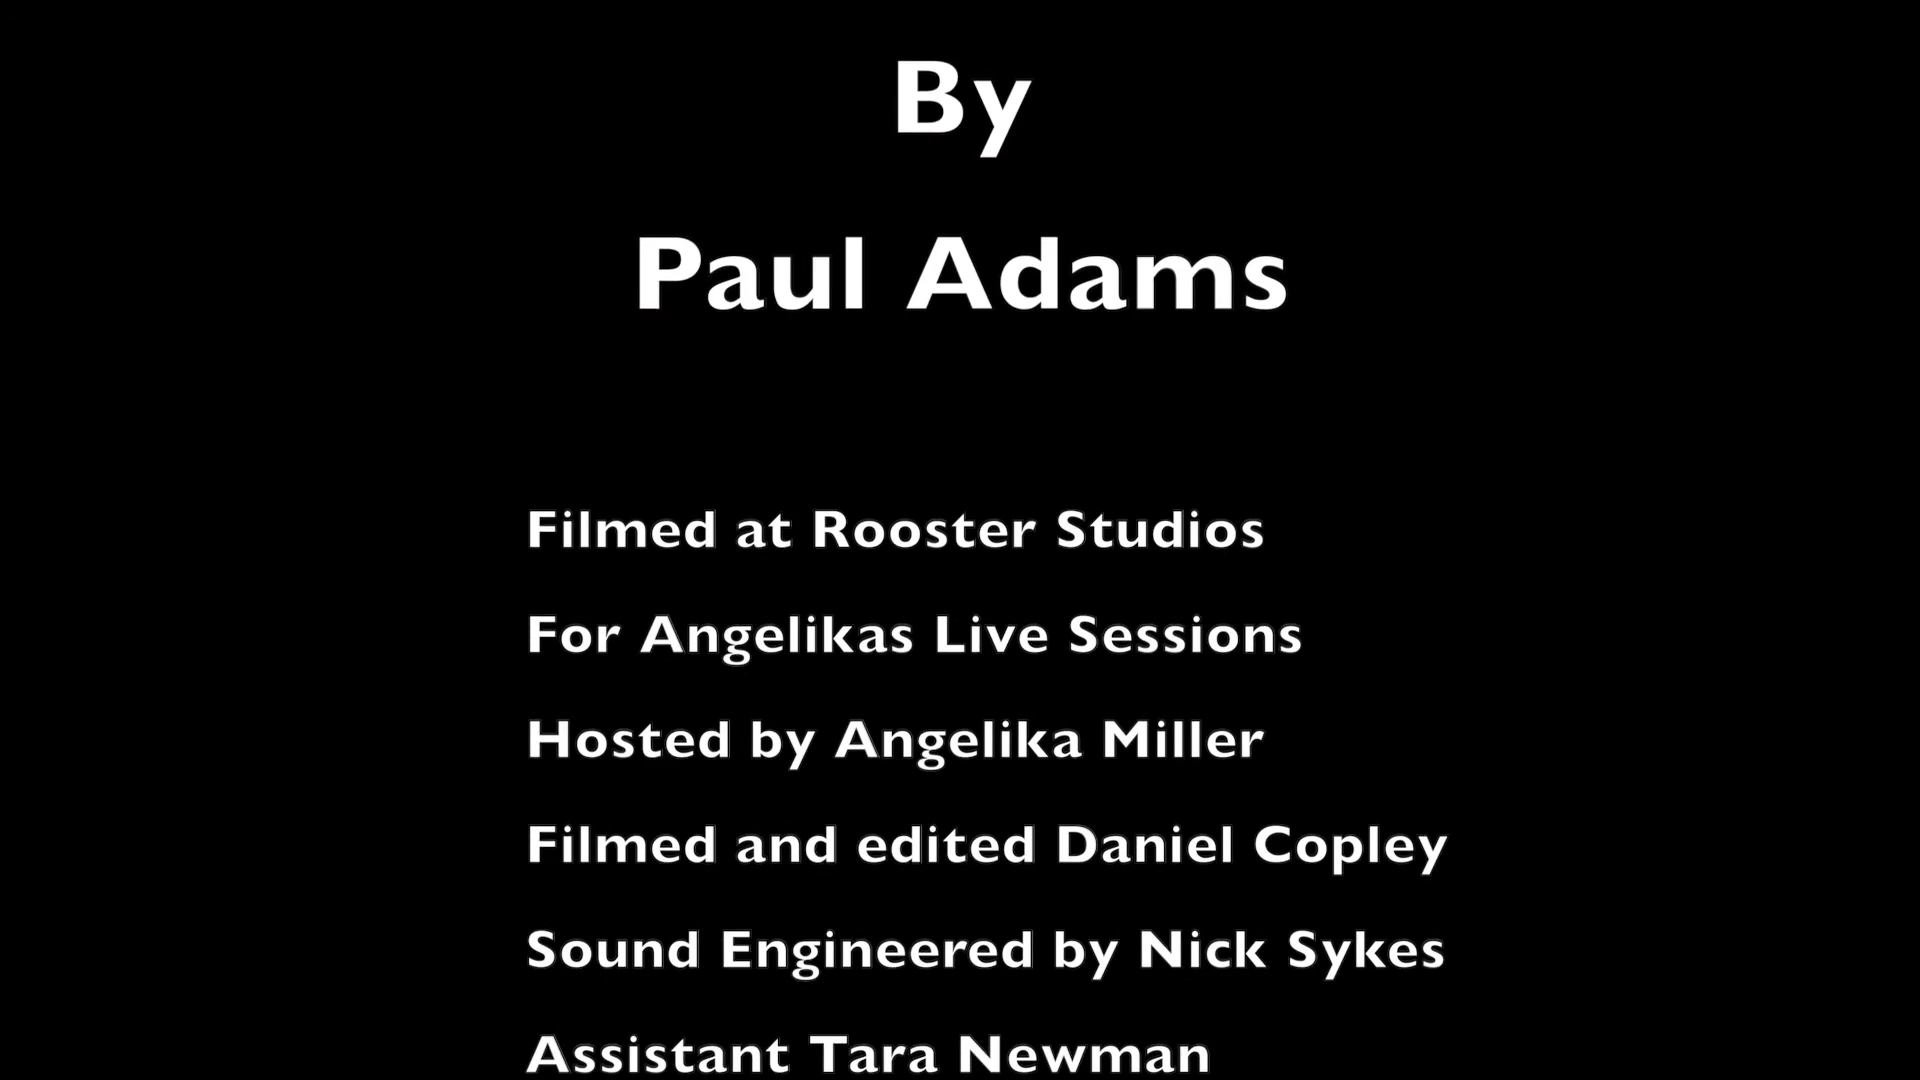 By
Paul Adams
Filmed at Rooster Studios
For Angelikas Live Sessions
Hosted by Angelika Miller
Filmed and edited Daniel Copley
Sound Engineered by Nick Sykes
Assistant Tara Newman